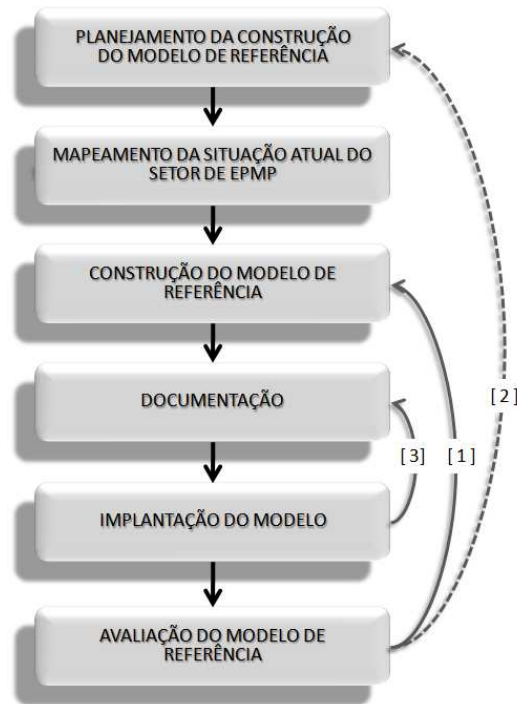 PLANEJAMENTO DA CONSTRUÇÃO
DO MODELO DE REFERÊNCIA
MAPEAMENTO DA SITUAÇÃO ATUAL DO
SETOR DE EPMP
CONSTRUÇÃO DO MODELO DE
REFERÊNCIA
DOCUMENTAÇÃO
[ 2 ]
[ 3 ]
[ 1 ]
IMPLANTAÇÃO DO MODELO
AVALIAÇÃO DO MODELO DE
REFERÊNCIA